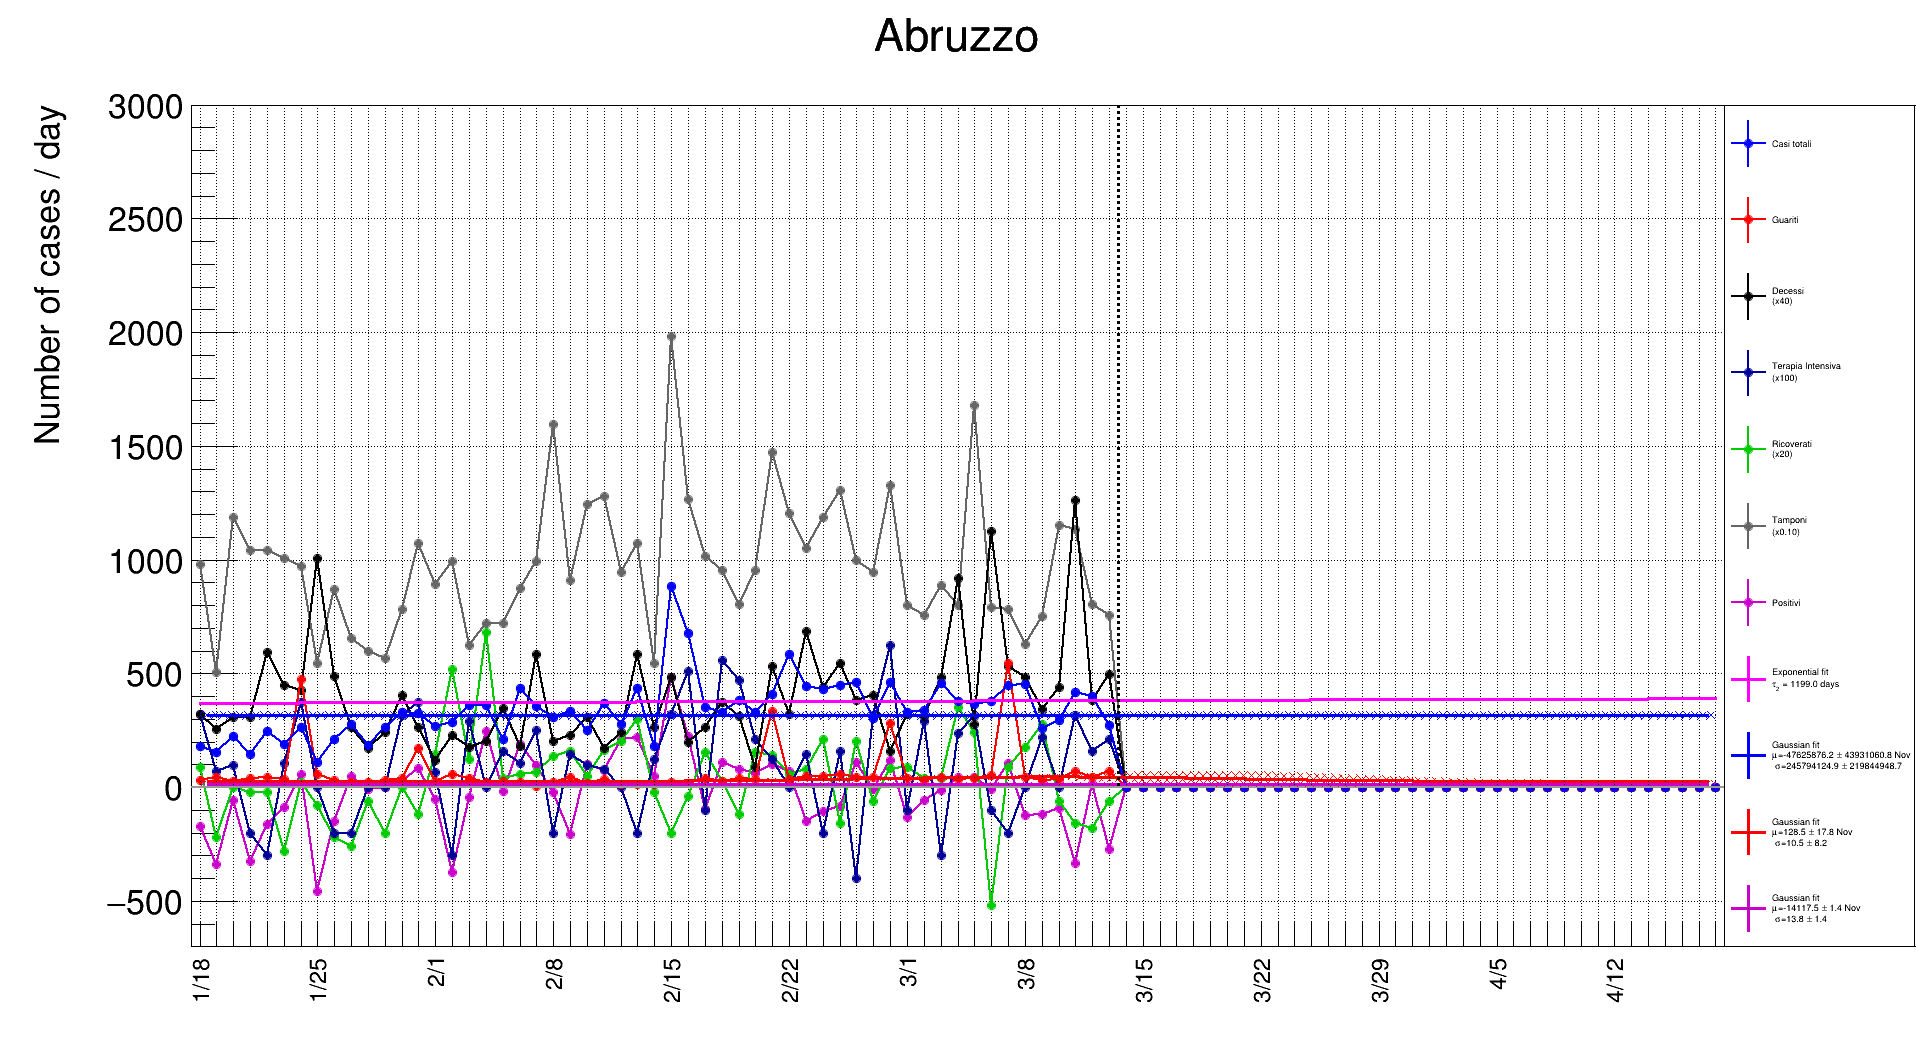 Abruzzo
Number of cases / day
3000
2500
2000
1500
1000
500
0
−500
1/18
1/25
2/1
2/8
2/15
2/22
3/1
3/8
3/15
3/22
3/29
4/5
4/12
Casi totali
Guariti
Decessi
(x40)
Terapia Intensiva
(x100)
Ricoverati
(x20)
Tamponi
(x0.10)
Positivi
Exponential fit
τ2 = 1199.0 days
Gaussian fit
μ=-47625876.2 ± 43931060.8 Nov
σ=245794124.9 ± 219844948.7
Gaussian fit
μ=128.5 ± 17.8 Nov
σ=10.5 ± 8.2
Gaussian fit
μ=-14117.5 ± 1.4 Nov
σ=13.8 ± 1.4